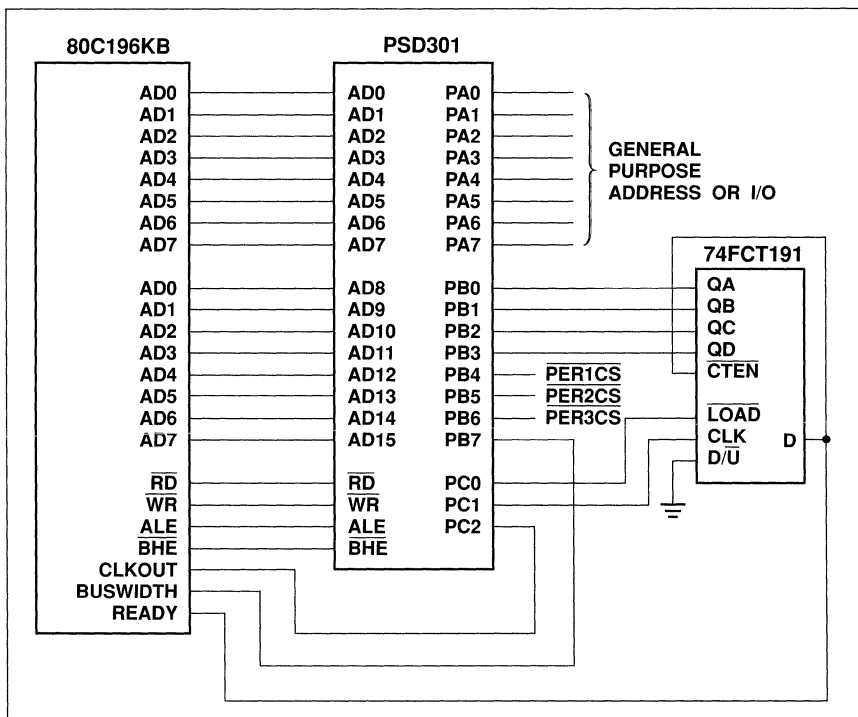 80C196KB
PSD301
AD0 AD0 PA0
AD1 AD1 PA1
AD2 AD2 PA2
AD3 AD3 PA3
AD4 AD4 PA4
AD5 AD5 PA5
AD6 AD6 PA6
AD7 AD7 PA7
GENERAL
PURPOSE
ADDRESS OR I/O
74FCT191
AD0 AD8 PB0 QA
AD1 AD9 PB1 QB
AD2 AD10 PB2 QC
AD3 AD11 PB3 QD
AD4 AD12 PB4 PER1CS CTEN
AD5 AD13 PB5 PER2CS
AD6 AD14 PB6 PER3CS LOAD
AD7 AD15 PB7 CLK D
D/U
RD RD PC0
WR WR PC1
ALE ALE PC2
BHE BHE
CLKOUT
BUSWIDTH
READY